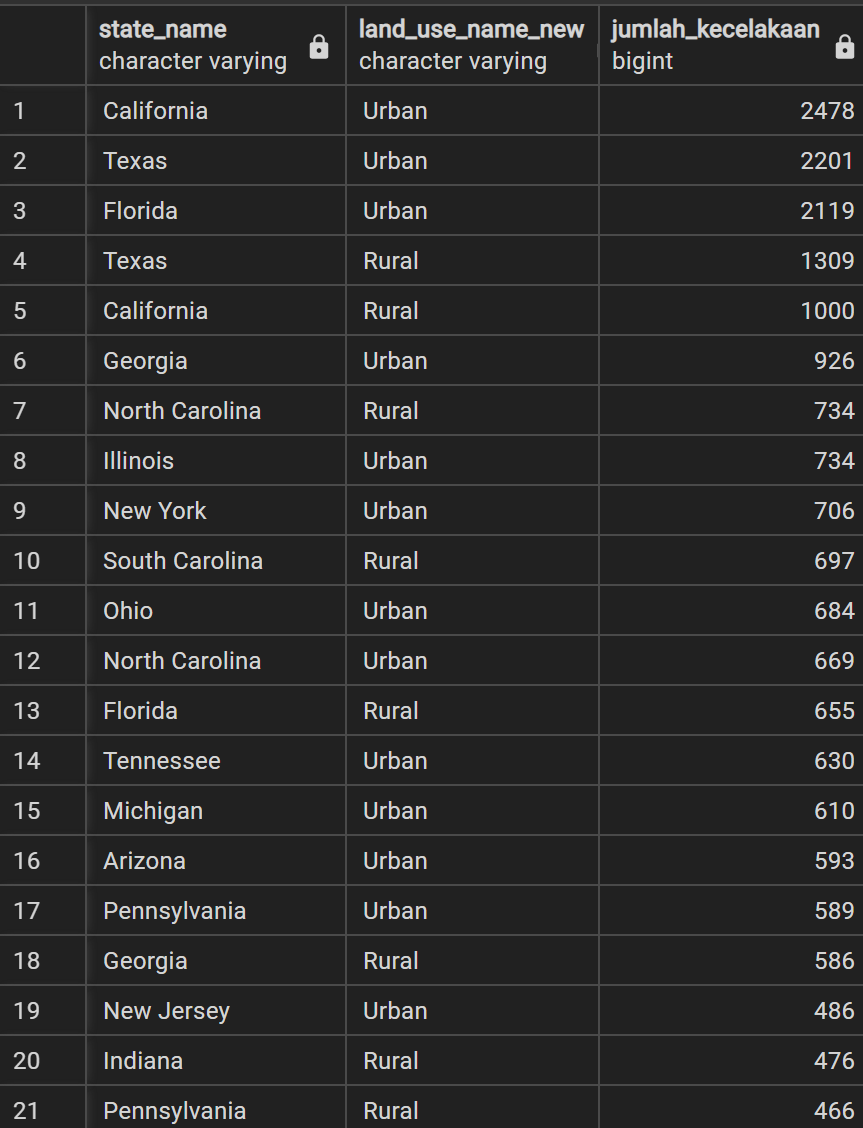 state_name land_use_name_new jumlah_kecelakaan
character varying character varying bigint
1 California Urban 2478
2 Texas Urban 2201
3 Florida Urban 2119
4 Texas Rural 1309
5 California Rural 1000
6 Georgia Urban 926
7 North Carolina Rural 734
8 Illinois Urban 734
9 New York Urban 706
10 South Carolina Rural 697
11 Ohio Urban 684
12 North Carolina Urban 669
13 Florida Rural 655
14 Tennessee Urban 630
15 Michigan Urban 610
16 Arizona Urban 593
17 Pennsylvania Urban 589
18 Georgia Rural 586
19 New Jersey Urban 486
20 Indiana Rural 476
21 Pennsylvania Rural 466